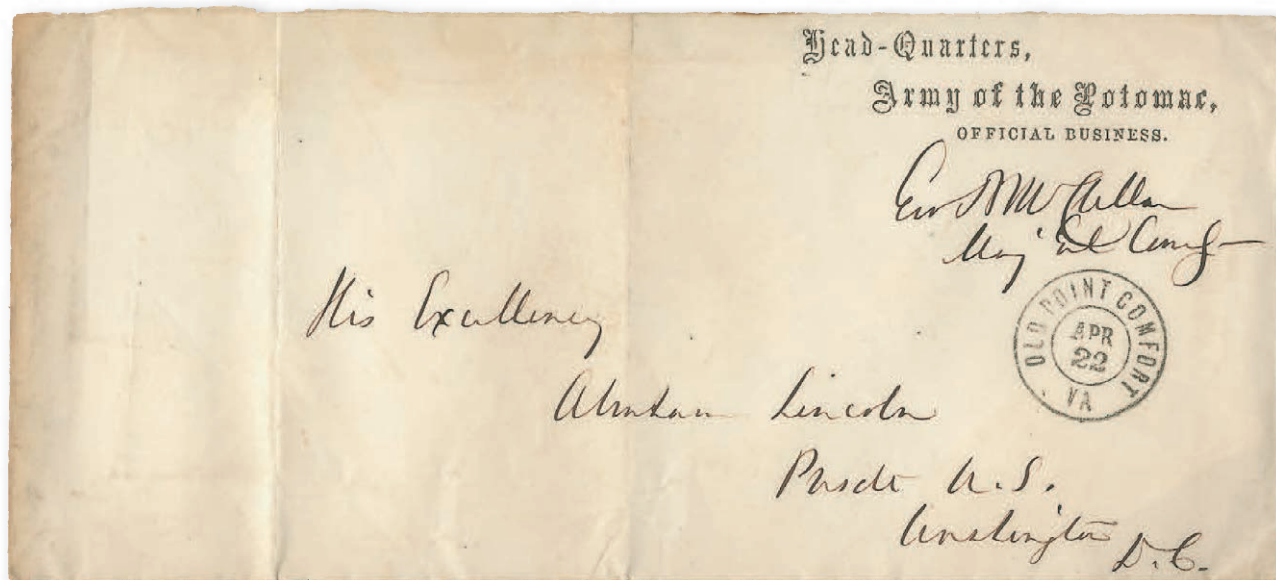 Head-Quarters,
Army of the Potomac,
OFFICIAL BUSINESS.
Geo B McClellan
Maj Genl Comdg
OLD POINT COMFORT
APR
22
VA
His Excellency
Abraham Lincoln
Presdt U.S.
Washington
D.C.